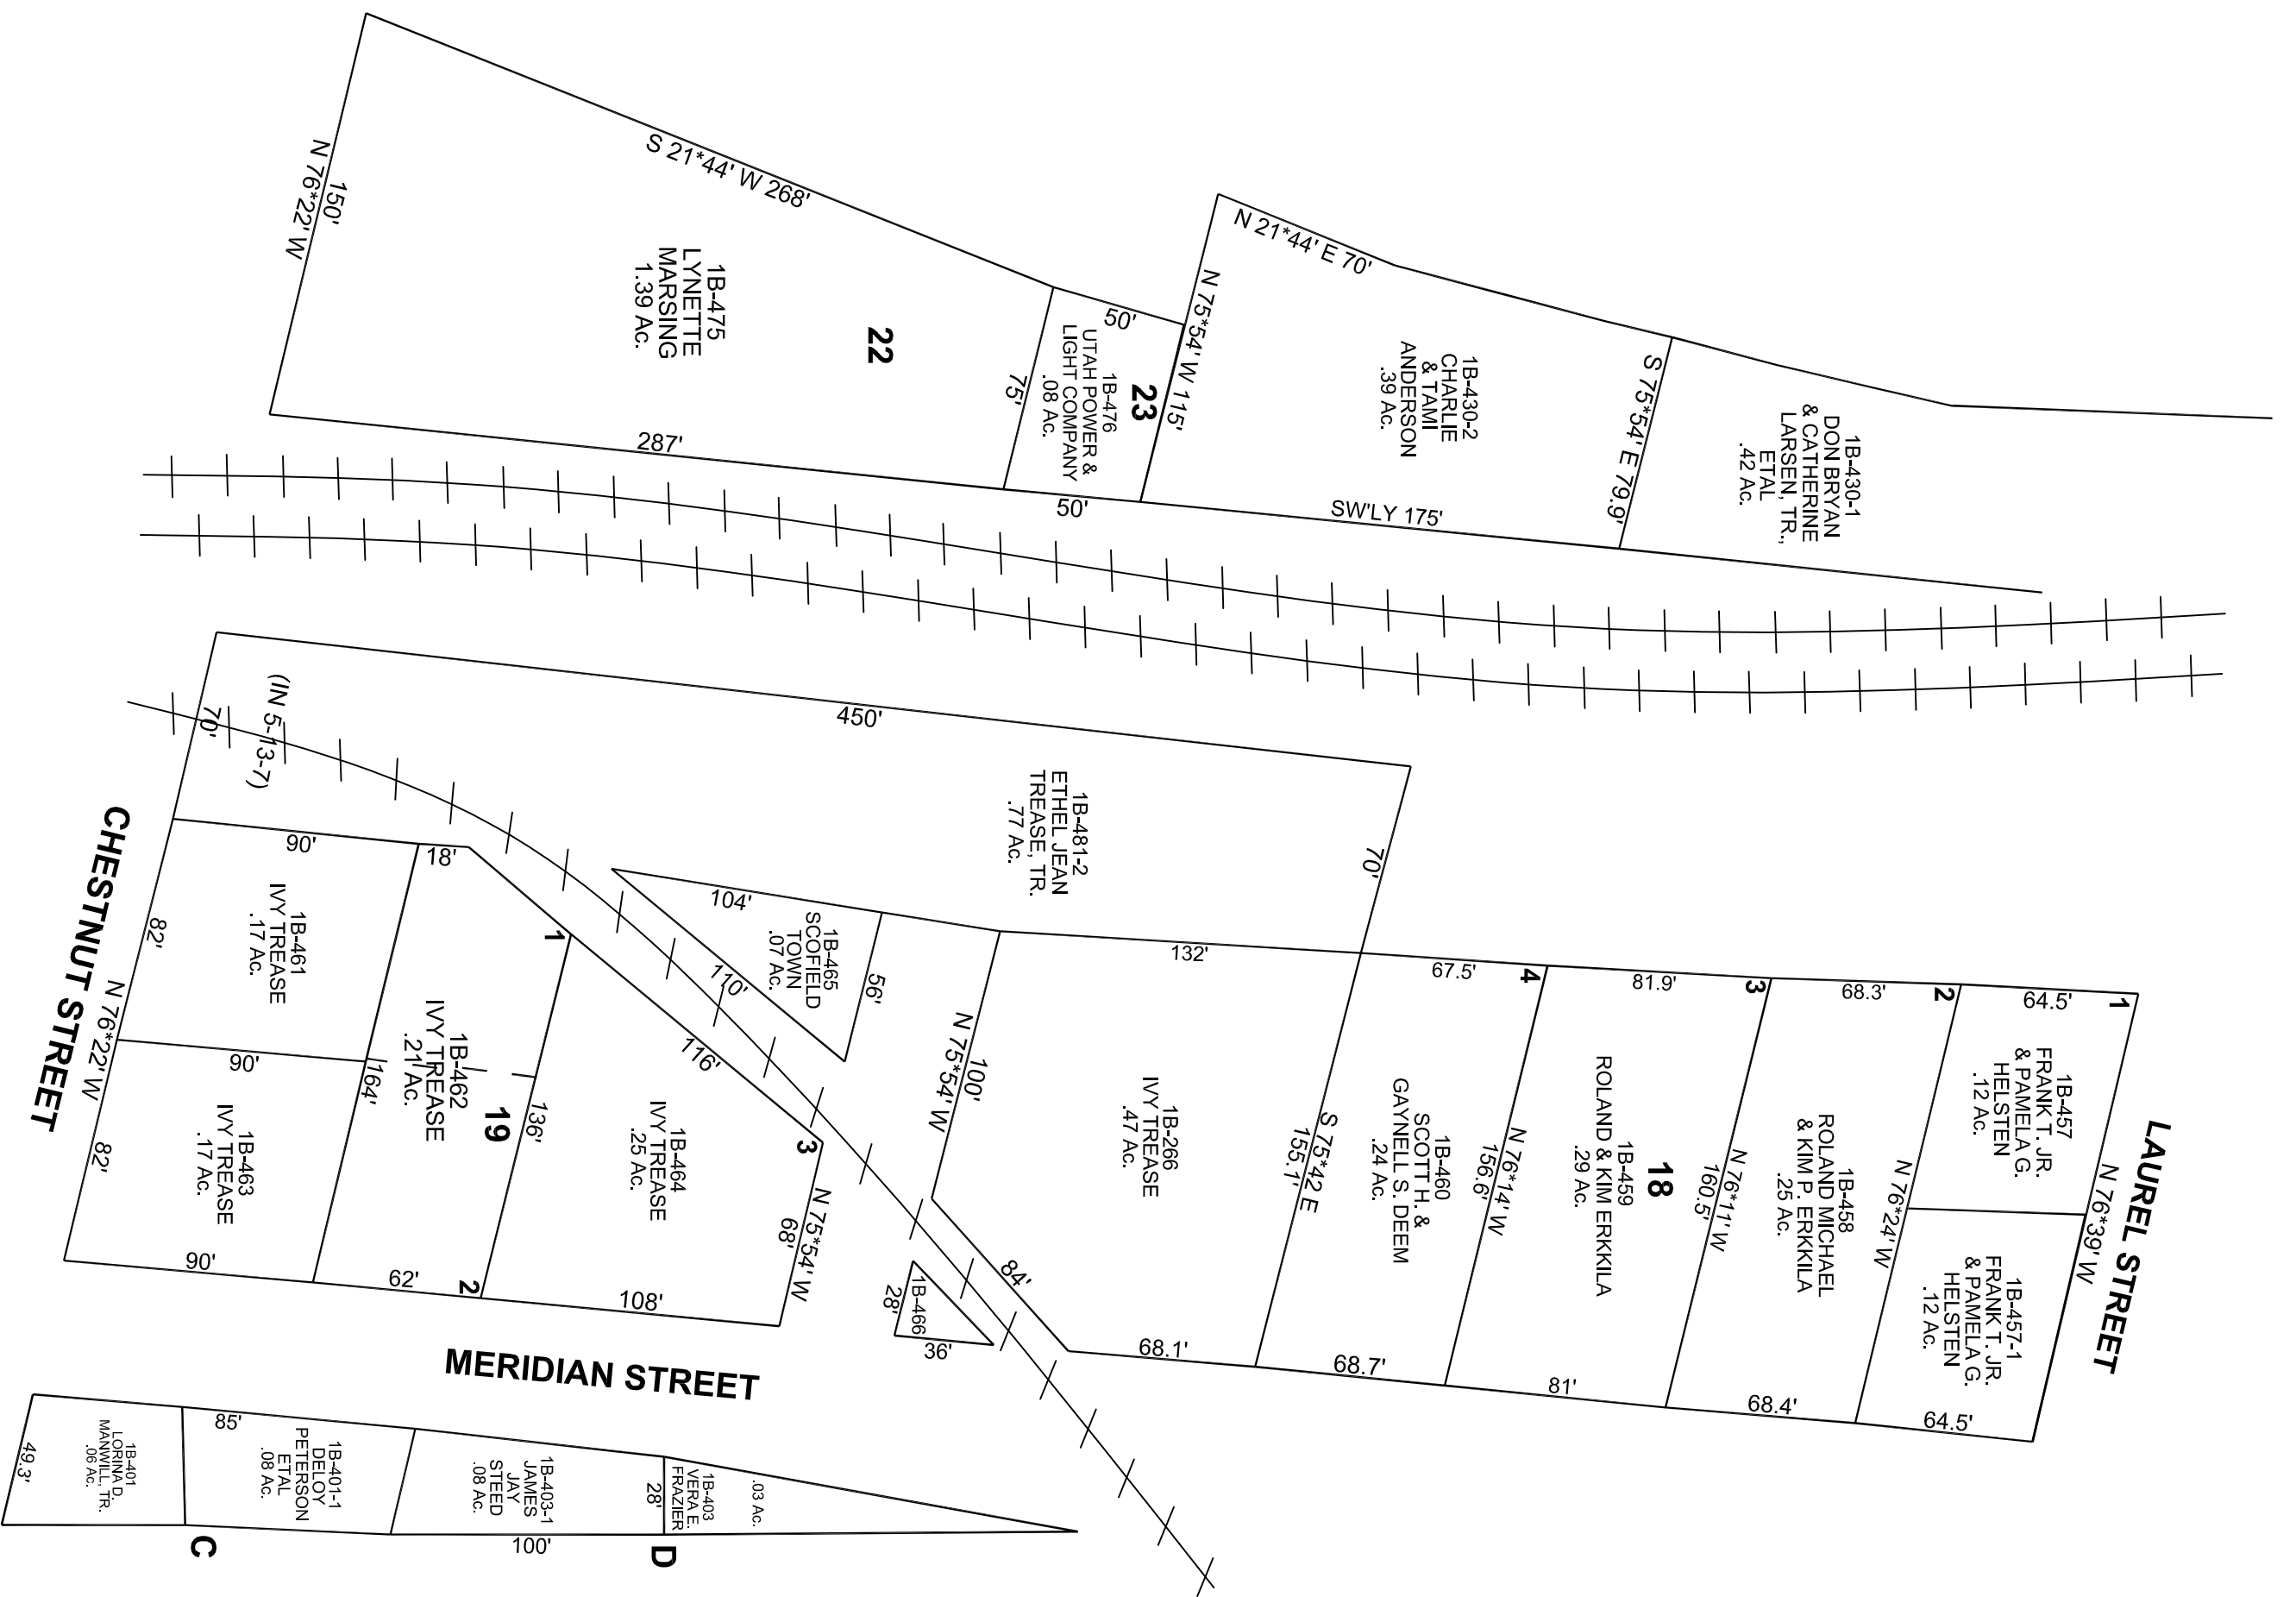 150'
N 76*22' W
S 21*44' W 268'
1B-475
LYNETTE
MARSING
1.39 Ac.
22
287'
50'
75'
1B-476
UTAH POWER &
LIGHT COMPANY
.08 Ac.
23
50'
N 75*54' W 115'
N 21*44' E 70'
1B-430-2
CHARLIE
& TAMI
ANDERSON
.39 Ac.
SW'LY 175'
S 75*54' E 79.9'
1B-430-1
DON BRYAN
& CATHERINE
LARSEN, TR.,
ETAL
.42 Ac.
70'
(IN 5-13-7)
450'
1B-481-2
ETHEL JEAN
TREASE, TR.
.77 Ac.
70'
90'
18'
1B-461
IVY TREASE
.17 Ac.
82'
CHESTNUT STREET
N 76*22' W
90'
82'
1B-463
IVY TREASE
.17 Ac.
90'
164'
1B-462
IVY TREASE
.21 Ac.
19
1
136'
62'
2
1B-464
IVY TREASE
.25 Ac.
116'
3
N 75*54' W
68'
108'
104'
1B-465
SCOFIELD
TOWN
.07 Ac.
56'
110'
1B-466
28'
36'
132'
100'
N 75*54' W
1B-266
IVY TREASE
.47 Ac.
84'
68.1'
S 75*42 E
155.1'
67.5'
1B-460
SCOTT H. &
GAYNELL S. DEEM
.24 Ac.
68.7'
4
N 76*14' W
156.6'
81.9'
1B-459
ROLAND & KIM ERKKILA
.29 Ac.
18
81'
3
N 76*11' W
160.5'
68.3'
1B-458
ROLAND MICHAEL
& KIM P. ERKKILA
.25 Ac.
68.4'
2
N 76*24' W
64.5'
1
1B-457
FRANK T. JR.
& PAMELA G.
HELSTEN
.12 Ac.
1B-457-1
FRANK T. JR.
& PAMELA G.
HELSTEN
.12 Ac.
64.5'
N 76*39' W
LAUREL STREET
MERIDIAN STREET
49.3'
1B-401
LORINA D.
MANWILL, TR.
.06 Ac.
85'
1B-401-1
DELOY
PETERSON
ETAL
.08 Ac.
C
1B-403-1
JAMES
JAY
STEED
.08 Ac.
100'
28'
D
1B-403
VERA E.
FRAZIER
.03 Ac.